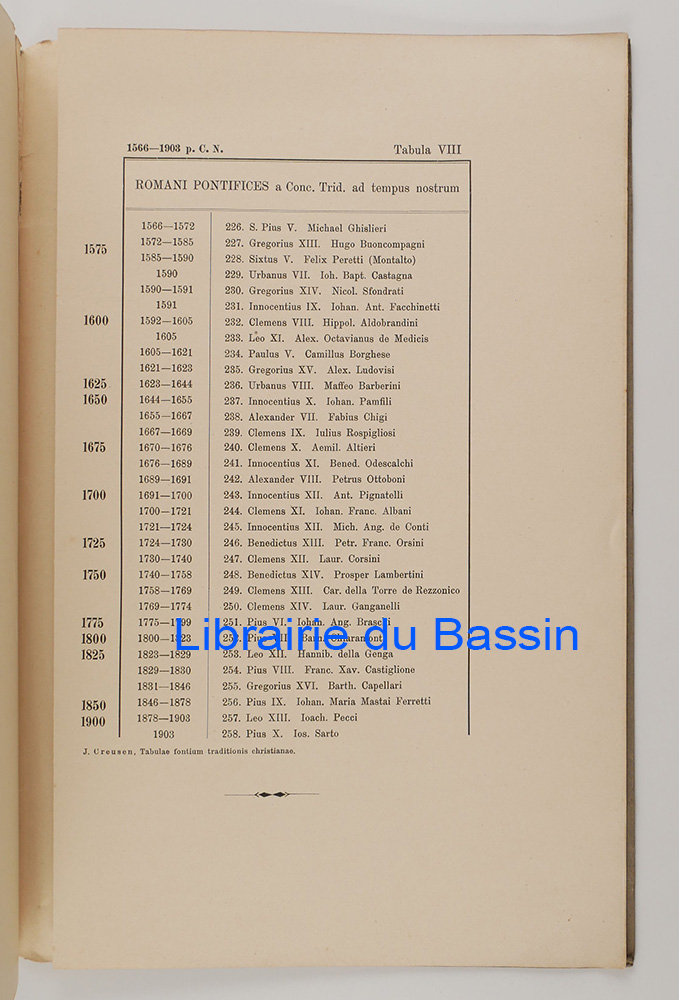 1566—1903 p. C. N. Tabula VIII
ROMANI PONTIFICES a Conc. Trid. ad tempus nostrum
1566—1572 226. S. Pius V. Michael Ghislieri
1575 1572—1585 227. Gregorius XIII. Hugo Buoncompagni
1585—1590 228. Sixtus V. Felix Peretti (Montalto)
1590 229. Urbanus VII. Ioh. Bapt. Castagna
1590—1591 230. Gregorius XIV. Nicol. Sfondrati
1591 231. Innocentius IX. Iohan. Ant. Facchinetti
1600 1592—1605 232. Clemens VIII. Hippol. Aldobrandini
1605 233. Leo XI. Alex. Octavianus de Medicis
1605—1621 234. Paulus V. Camillus Borghese
1621—1623 235. Gregorius XV. Alex. Ludovisi
1625 1623—1644 236. Urbanus VIII. Maffeo Barberini
1650 1644—1655 237. Innocentius X. Iohan. Pamfili
1655—1667 238. Alexander VII. Fabius Chigi
1667—1669 239. Clemens IX. Iulius Rospigliosi
1675 1670—1676 240. Clemens X. Aemil. Altieri
1676—1689 241. Innocentius XI. Bened. Odescalchi
1689—1691 242. Alexander VIII. Petrus Ottoboni
1700 1691—1700 243. Innocentius XII. Ant. Pignatelli
1700—1721 244. Clemens XI. Iohan. Franc. Albani
1721—1724 245. Innocentius XII. Mich. Ang. de Conti
1725 1724—1730 246. Benedictus XIII. Petr. Franc. Orsini
1730—1740 247. Clemens XII. Laur. Corsini
1750 1740—1758 248. Benedictus XIV. Prosper Lambertini
1758—1769 249. Clemens XIII. Car. della Torre de Rezzonico
1769—1774 250. Clemens XIV. Laur. Ganganelli
1775 1775—1799 251. Pius VI. Iohan. Ang. Braschi
Librairie du Bassin
1800 1800—1823 252. Pius VII. Barn. Chiaramonti
1825 1823—1829 253. Leo XII. Hannib. della Genga
1829—1830 254. Pius VIII. Franc. Xav. Castiglione
1831—1846 255. Gregorius XVI. Barth. Capellari
1850 1846—1878 256. Pius IX. Iohan. Maria Mastai Ferretti
1900 1878—1903 257. Leo XIII. Ioach. Pecci
1903 258. Pius X. Ios. Sarto
J. Creusen, Tabulae fontium traditionis christianae.